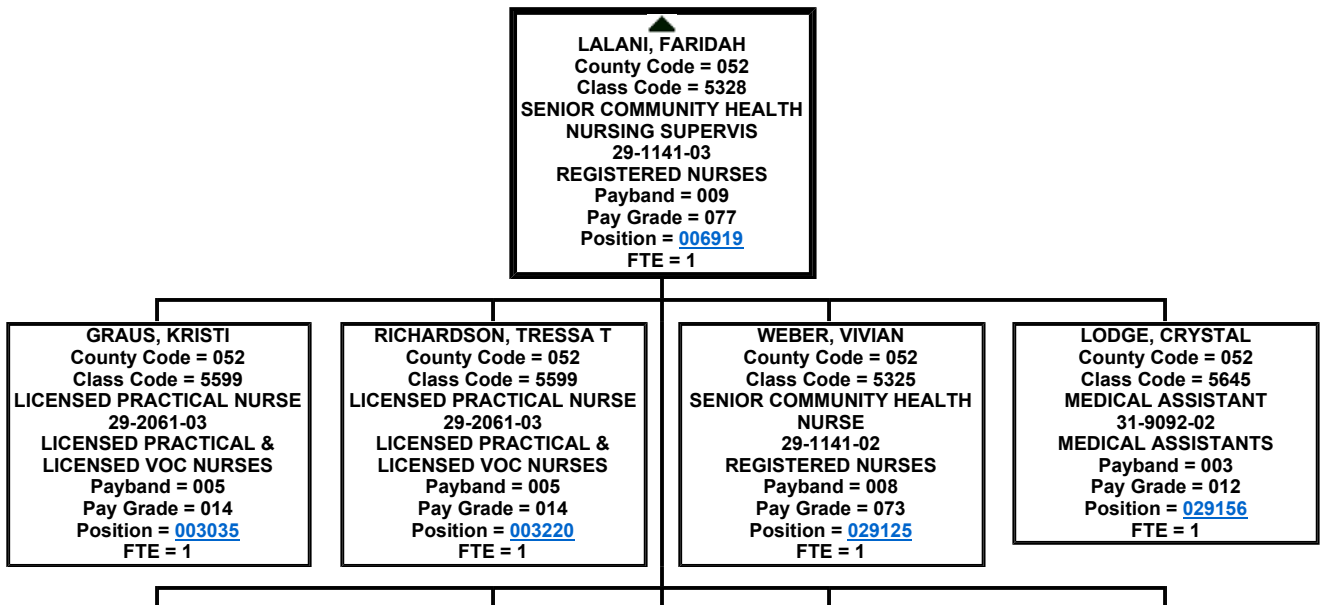 LALANI, FARIDAH
County Code = 052
Class Code = 5328
SENIOR COMMUNITY HEALTH
NURSING SUPERVIS
29-1141-03
REGISTERED NURSES
Payband = 009
Pay Grade = 077
Position = 006919
FTE = 1
GRAUS, KRISTI
County Code = 052
Class Code = 5599
LICENSED PRACTICAL NURSE
29-2061-03
LICENSED PRACTICAL &
LICENSED VOC NURSES
Payband = 005
Pay Grade = 014
Position = 003035
FTE = 1
RICHARDSON, TRESSA T
County Code = 052
Class Code = 5599
LICENSED PRACTICAL NURSE
29-2061-03
LICENSED PRACTICAL &
LICENSED VOC NURSES
Payband = 005
Pay Grade = 014
Position = 003220
FTE = 1
WEBER, VIVIAN
County Code = 052
Class Code = 5325
SENIOR COMMUNITY HEALTH
NURSE
29-1141-02
REGISTERED NURSES
Payband = 008
Pay Grade = 073
Position = 029125
FTE = 1
LODGE, CRYSTAL
County Code = 052
Class Code = 5645
MEDICAL ASSISTANT
31-9092-02
MEDICAL ASSISTANTS
Payband = 003
Pay Grade = 012
Position = 029156
FTE = 1